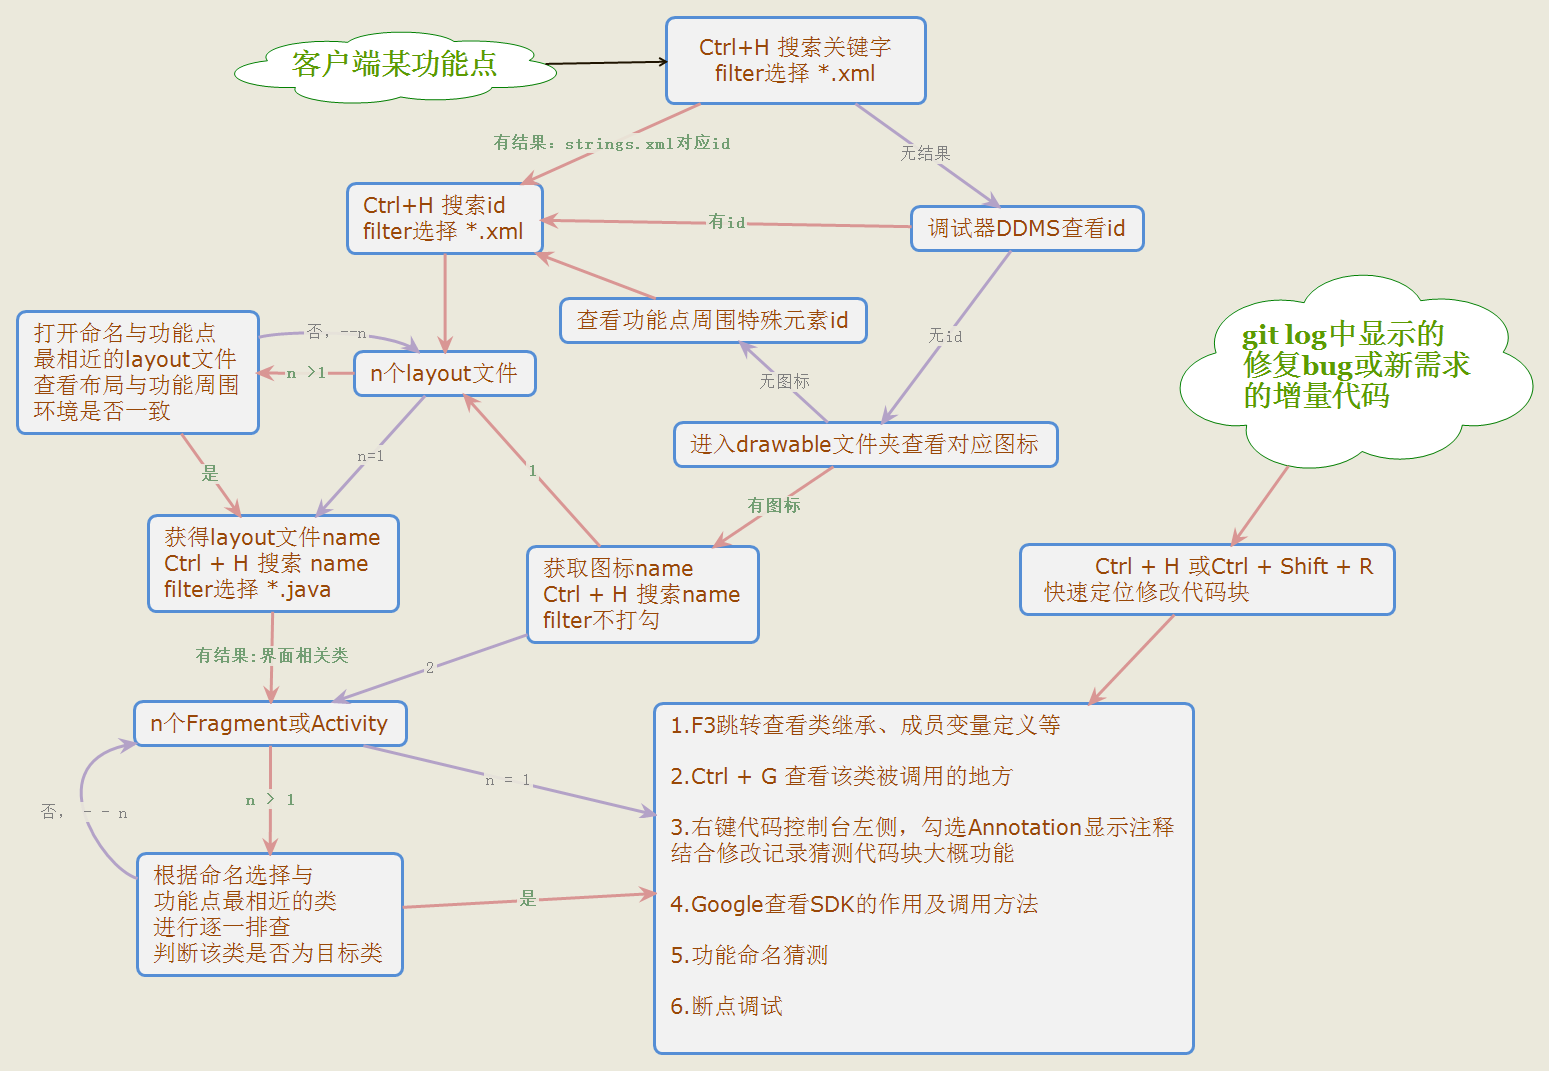 客户端某功能点
Ctrl+H 搜索关键字
filter选择 *.xml
有结果：strings.xml对应id
无结果
Ctrl+H 搜索id
filter选择 *.xml
有id
调试器DDMS查看id
查看功能点周围特殊元素id
无id
打开命名与功能点
最相近的layout文件
查看布局与功能周围
环境是否一致
否，--n
n >1
n个layout文件
无图标
git log中显示的
修复bug或新需求
的增量代码
进入drawable文件夹查看对应图标
是
n=1
1
有图标
获得layout文件name
Ctrl + H 搜索 name
filter选择 *.java
获取图标name
Ctrl + H 搜索name
filter不打勾
Ctrl + H 或Ctrl + Shift + R
快速定位修改代码块
有结果:界面相关类
2
n个Fragment或Activity
n = 1
n > 1
否， - - n
根据命名选择与
功能点最相近的类
进行逐一排查
判断该类是否为目标类
是
1.F3跳转查看类继承、成员变量定义等
2.Ctrl + G 查看该类被调用的地方
3.右键代码控制台左侧，勾选Annotation显示注释
结合修改记录猜测代码块大概功能
4.Google查看SDK的作用及调用方法
5.功能命名猜测
6.断点调试